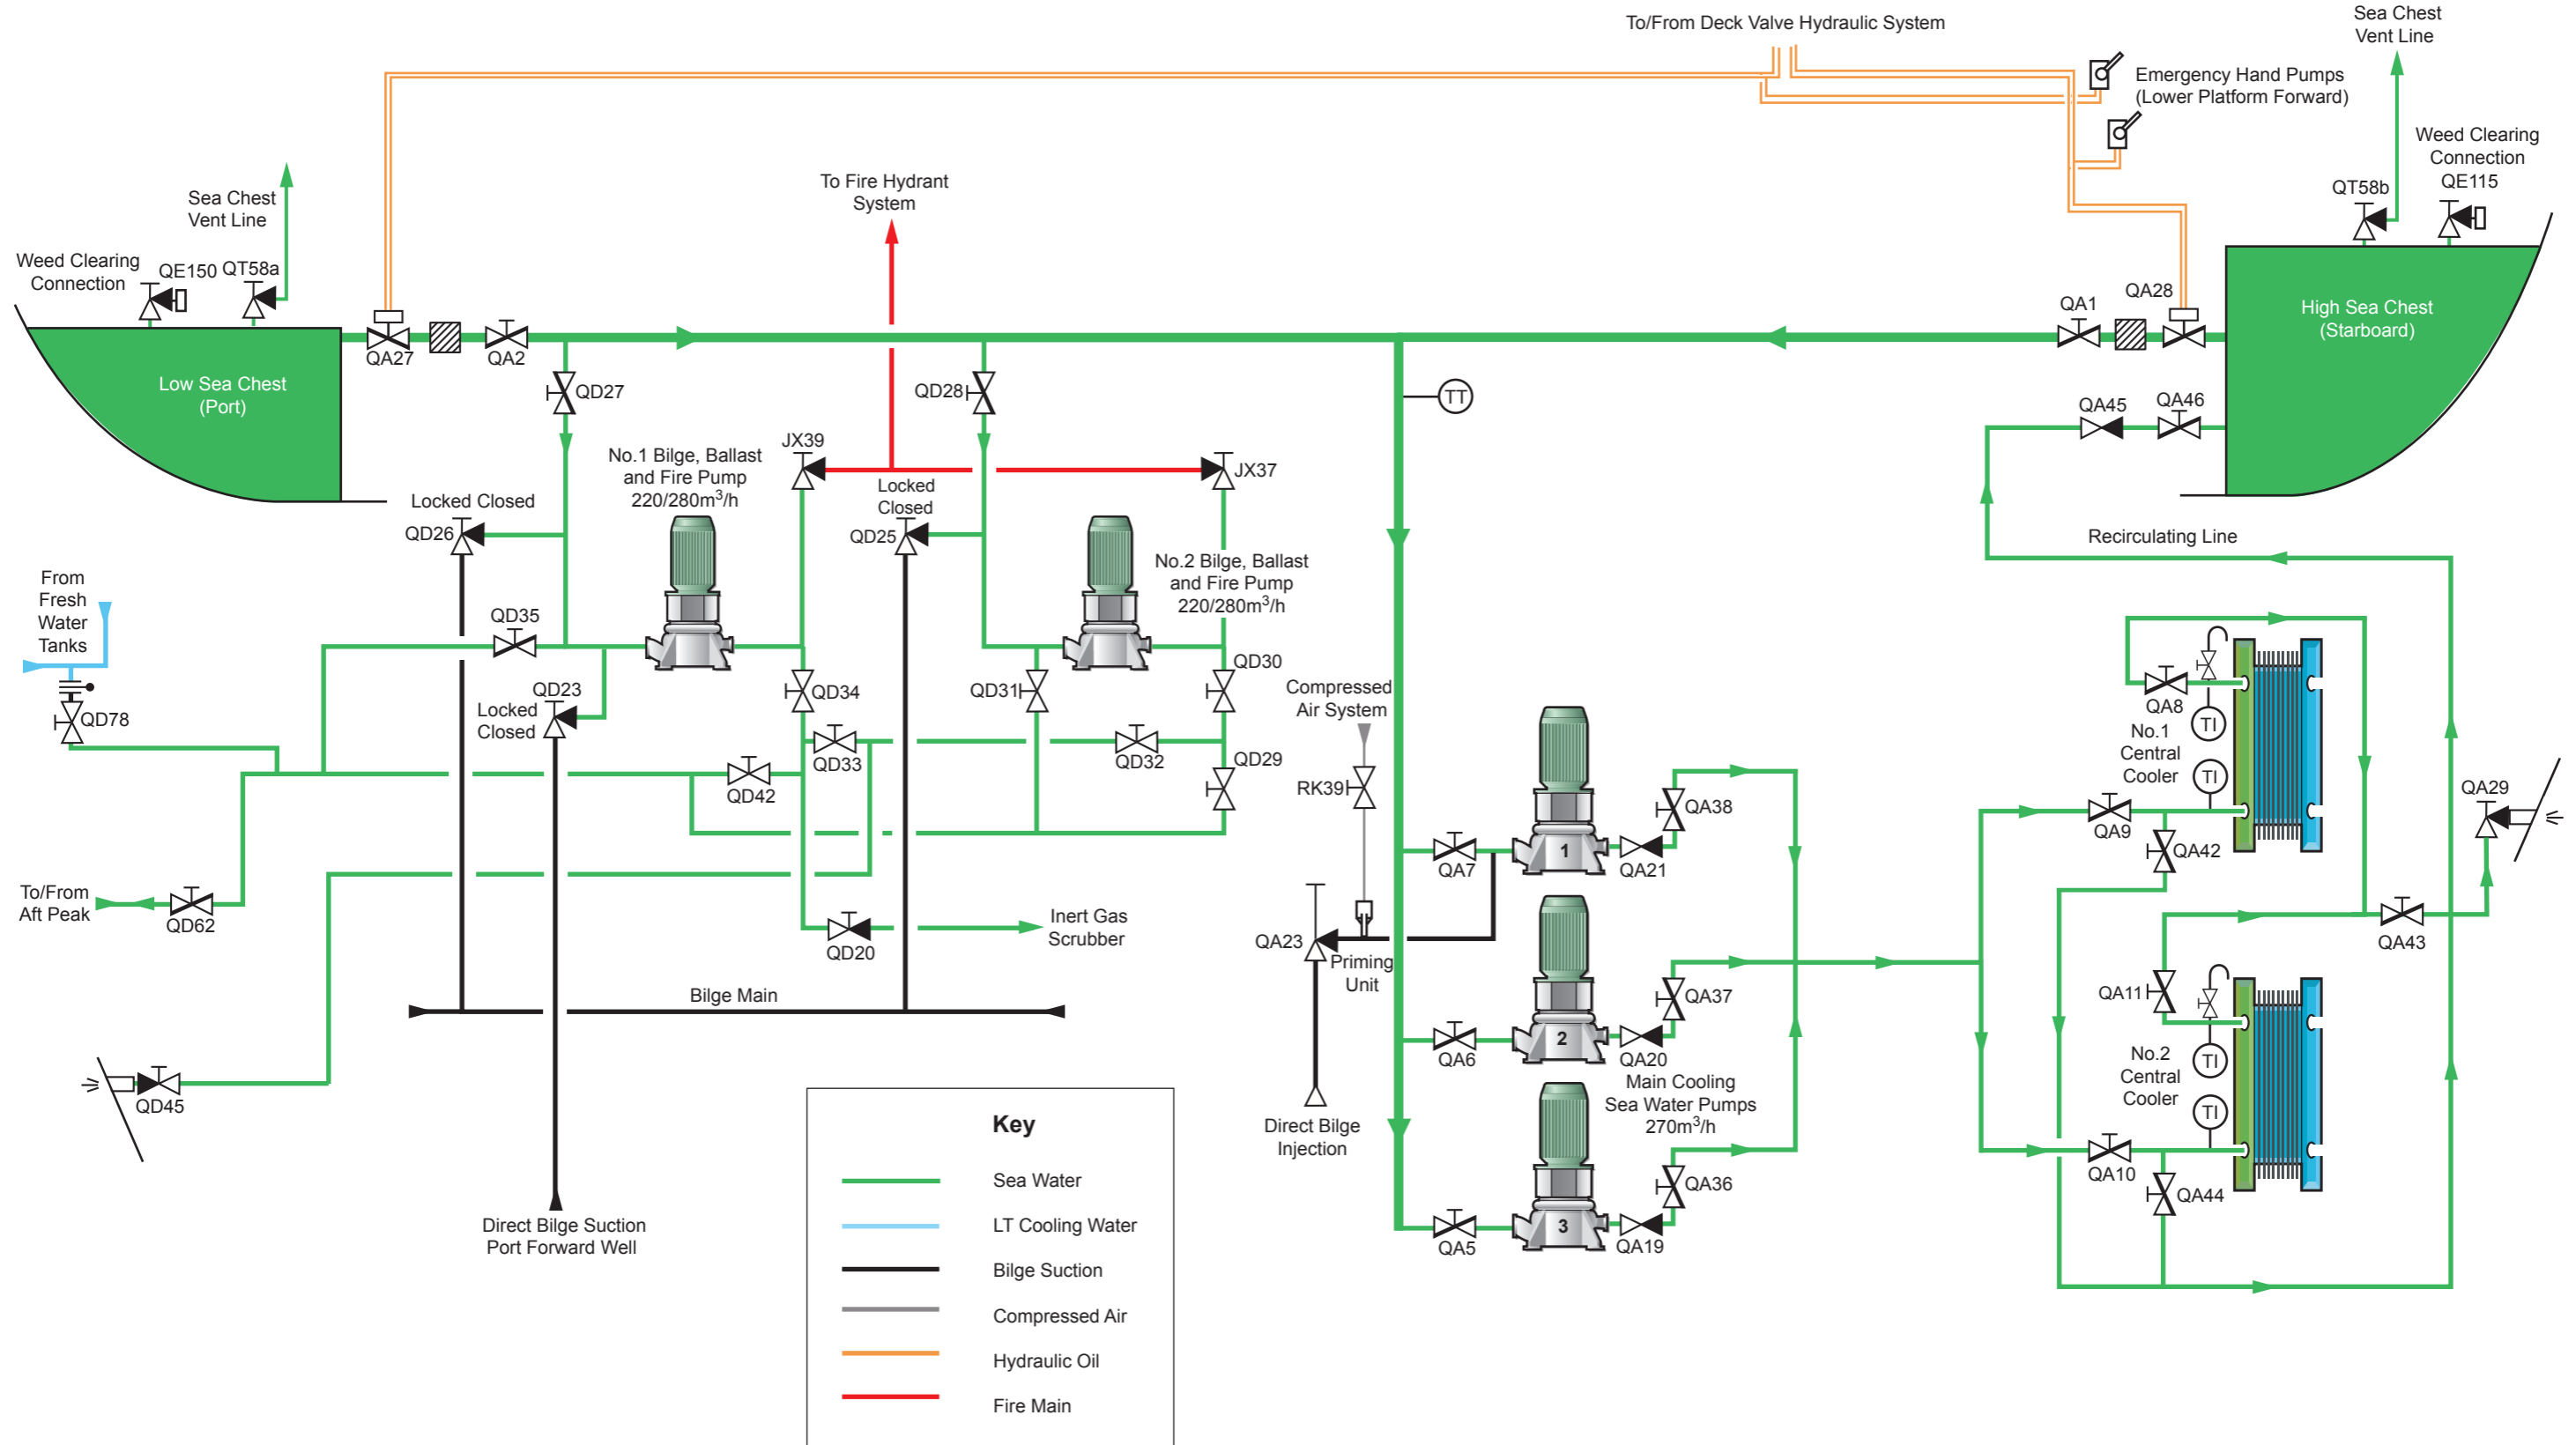 To/From Deck Valve Hydraulic System
Sea Chest
Vent Line
Emergency Hand Pumps
(Lower Platform Forward)
Weed Clearing
Connection
QE115
QT58b
To Fire Hydrant
System
Sea Chest
Vent Line
Weed Clearing
Connection
QE150
QT58a
QA27
QA2
QA1
QA28
High Sea Chest
(Starboard)
Low Sea Chest
(Port)
QD27
QD28
TT
QA45
QA46
JX39
JX37
No.1 Bilge, Ballast
and Fire Pump
220/280m³/h
Locked Closed
QD26
Locked
Closed
QD25
No.2 Bilge, Ballast
and Fire Pump
220/280m³/h
Recirculating Line
From
Fresh
Water
Tanks
QD78
QD35
QD23
Locked
Closed
QD34
QD31
QD30
QD33
QD32
QD29
QD42
Compressed
Air System
RK39
QA8
TI
No.1
Central
Cooler
TI
QA9
QA42
QA29
QA43
1
QA7
QA21
QA38
To/From
Aft Peak
QD62
QD20
Inert Gas
Scrubber
QA23
Priming
Unit
Bilge Main
2
QA6
QA20
QA37
QA11
No.2
Central
Cooler
TI
TI
QA10
QA44
QD45
Main Cooling
Sea Water Pumps
270m³/h
Direct Bilge
Injection
3
QA5
QA19
QA36
Direct Bilge Suction
Port Forward Well
Key
Sea Water
LT Cooling Water
Bilge Suction
Compressed Air
Hydraulic Oil
Fire Main